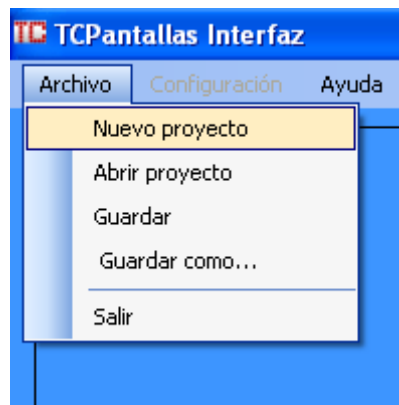 TC TCPantallas Interfaz
Archivo Configuración Ayuda
Nuevo proyecto
Abrir proyecto
Guardar
Guardar como...
Salir